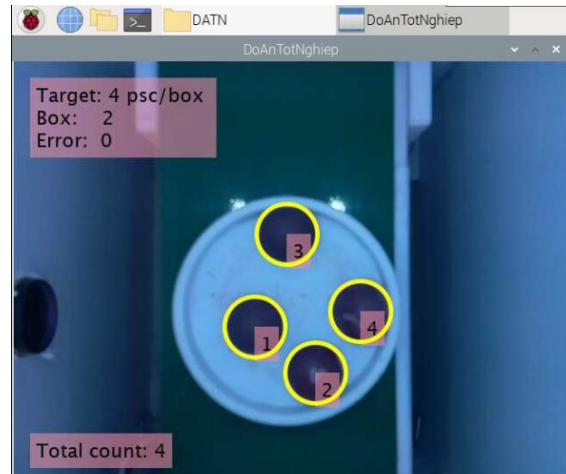 DATN
DoAnTotNghiep
DoAnTotNghiep
Target: 4 psc/box
Box: 2
Error: 0
3
4
1
2
Total count: 4